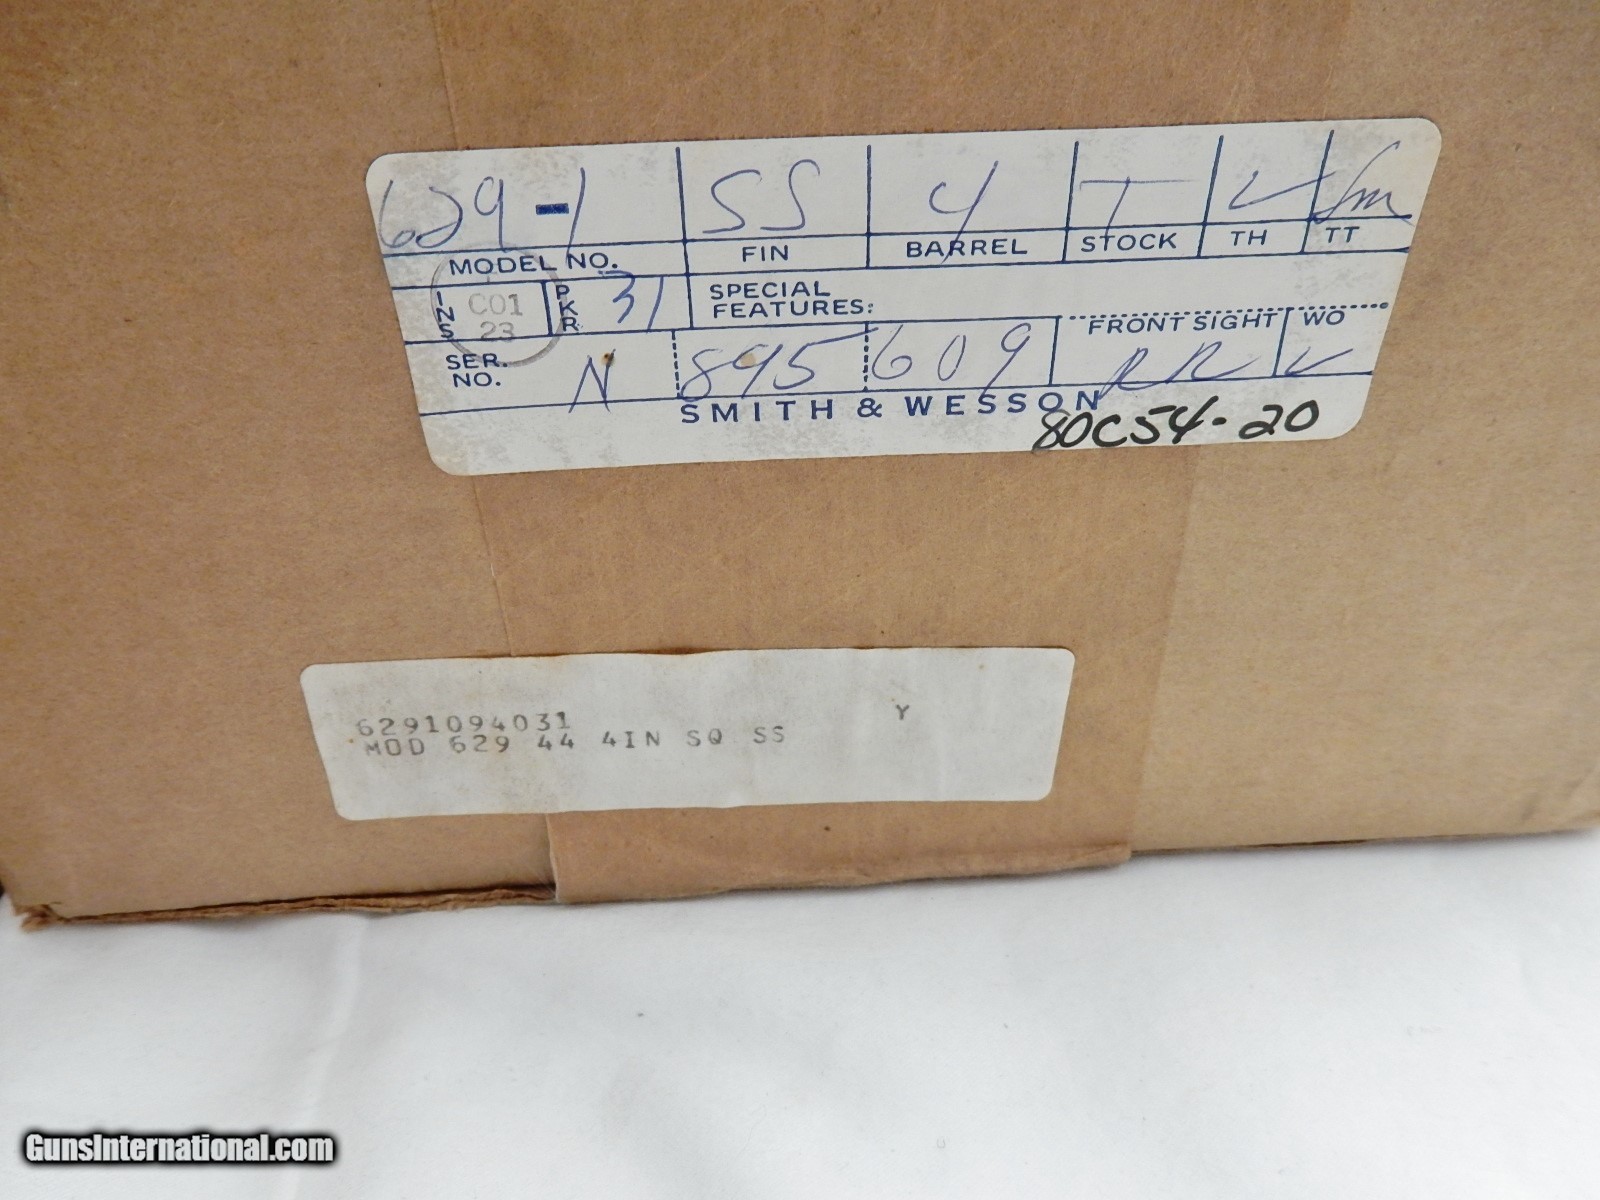 629-1 SS 4 T ✓ Sm
MODEL NO. FIN BARREL STOCK TH TT
INS C01 23 PKR 31 SPECIAL FEATURES:
FRONT SIGHT WO
SER. NO. N 895 609 RR ✓
SMITH & WESSON
80C54-20
6291094031 Y
MOD 629 44 4IN SQ SS
GunsInternational.com